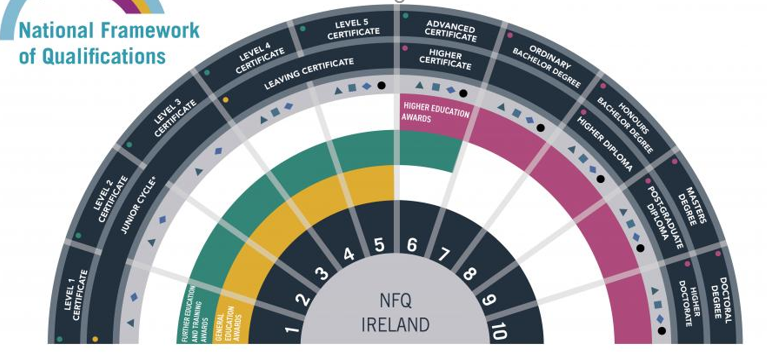 National Framework
of Qualifications
LEVEL 1
CERTIFICATE
LEVEL 2
CERTIFICATE
LEVEL 3
CERTIFICATE
LEVEL 4
CERTIFICATE
LEVEL 5
CERTIFICATE
ADVANCED
CERTIFICATE
ORDINARY
BACHELOR DEGREE
HONOURS
BACHELOR DEGREE
MASTERS
DEGREE
DOCTORAL
DEGREE
JUNIOR CYCLE*
LEAVING CERTIFICATE
HIGHER
CERTIFICATE
HIGHER DIPLOMA
POST-GRADUATE
DIPLOMA
HIGHER
DOCTORATE
HIGHER EDUCATION
AWARDS
FURTHER EDUCATION
AND TRAINING
AWARDS
GENERAL
EDUCATION
AWARDS
1
2
3
4
5
6
7
8
9
10
NFQ
IRELAND